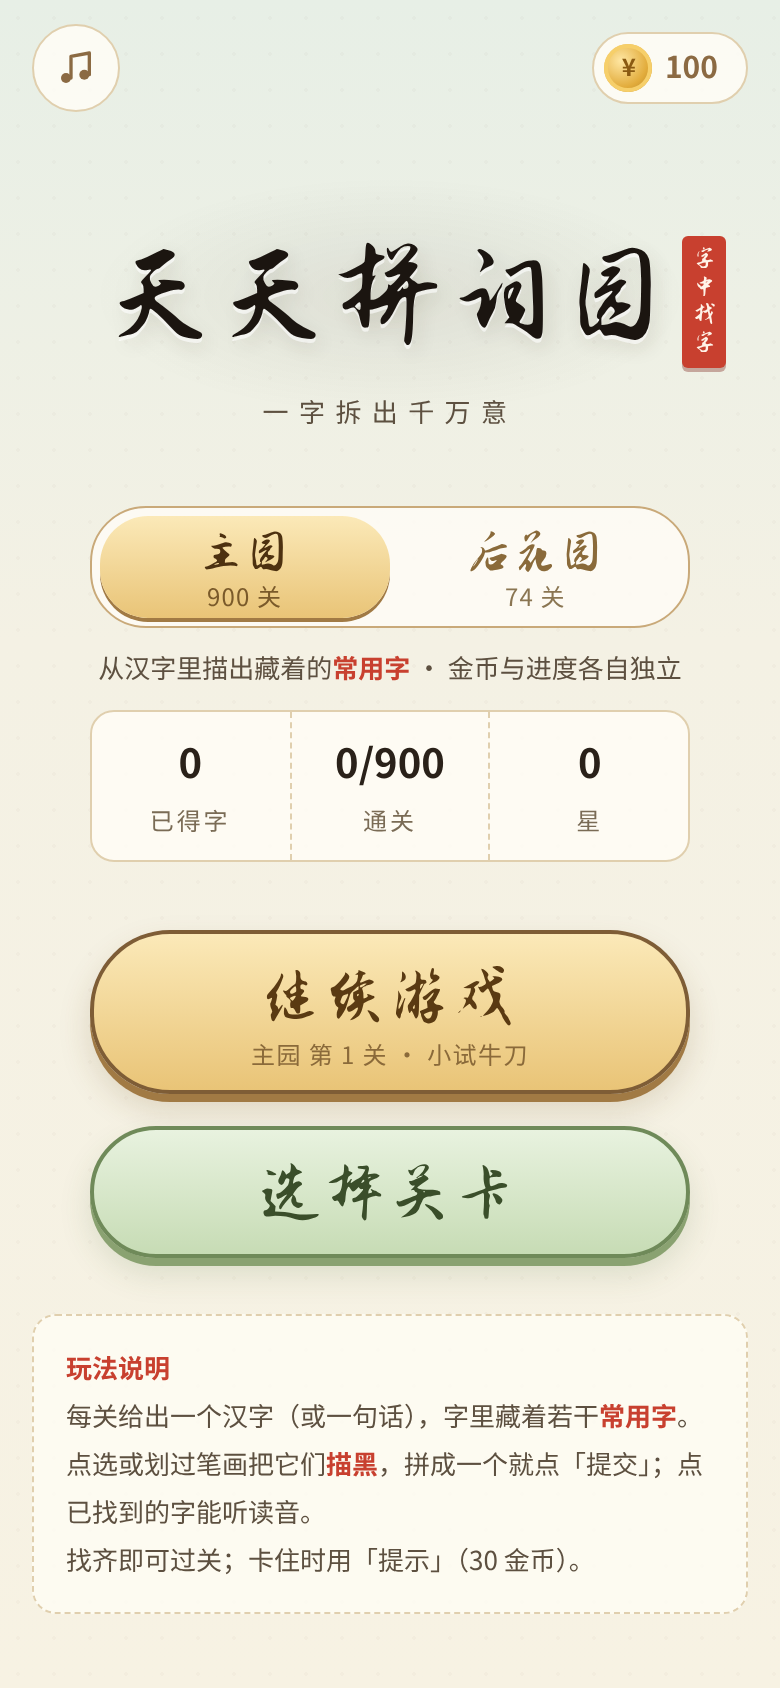 ¥ 100
天天拼词园
字中找字
一字拆出千万意
主园
900 关
后花园
74 关
从汉字里描出藏着的常用字 · 金币与进度各自独立
0
已得字
0/900
通关
0
星
继续游戏
主园 第 1 关 · 小试牛刀
选择关卡
玩法说明
每关给出一个汉字（或一句话），字里藏着若干常用字。
点选或划过笔画把它们描黑，拼成一个就点「提交」；点
已找到的字能听读音。
找齐即可过关；卡住时用「提示」（30 金币）。